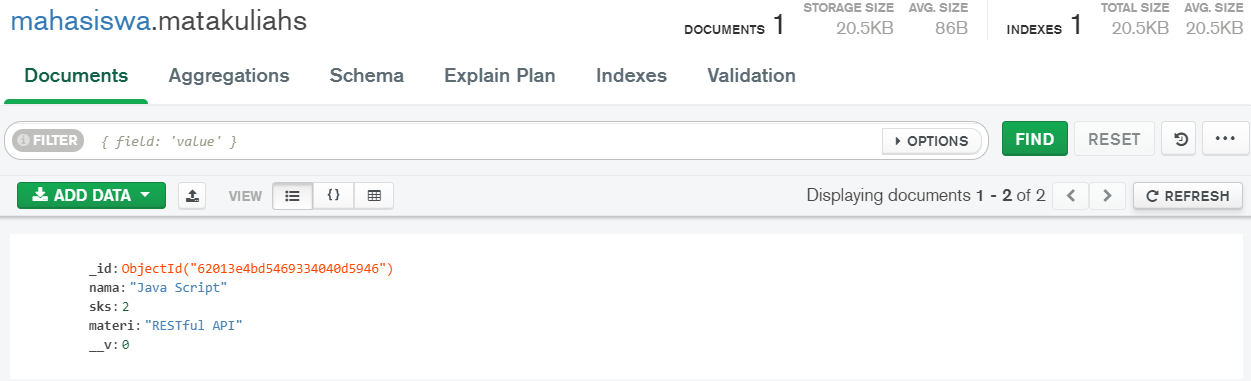 mahasiswa.matakuliahs
DOCUMENTS 1 STORAGE SIZE 20.5KB AVG. SIZE 86B INDEXES 1 TOTAL SIZE 20.5KB AVG. SIZE 20.5KB
Documents Aggregations Schema Explain Plan Indexes Validation
FILTER { field: 'value' } OPTIONS FIND RESET
ADD DATA VIEW {} Displaying documents 1 - 2 of 2 REFRESH
_id: ObjectId("62013e4bd5469334040d5946")
nama: "Java Script"
sks: 2
materi: "RESTful API"
__v: 0